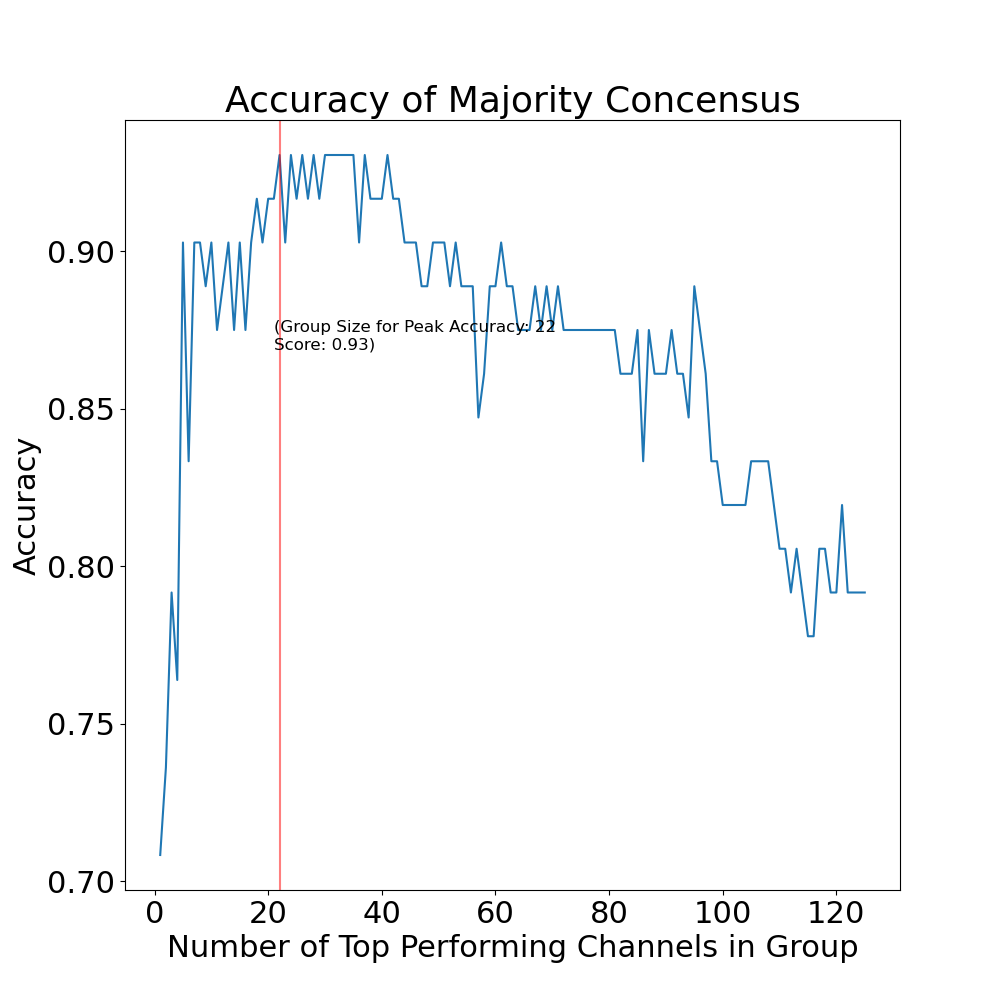 Accuracy of Majority Concensus
0.90
0.85
0.80
0.75
0.70
Accuracy
(Group Size for Peak Accuracy: 22
Score: 0.93)
0 20 40 60 80 100 120
Number of Top Performing Channels in Group